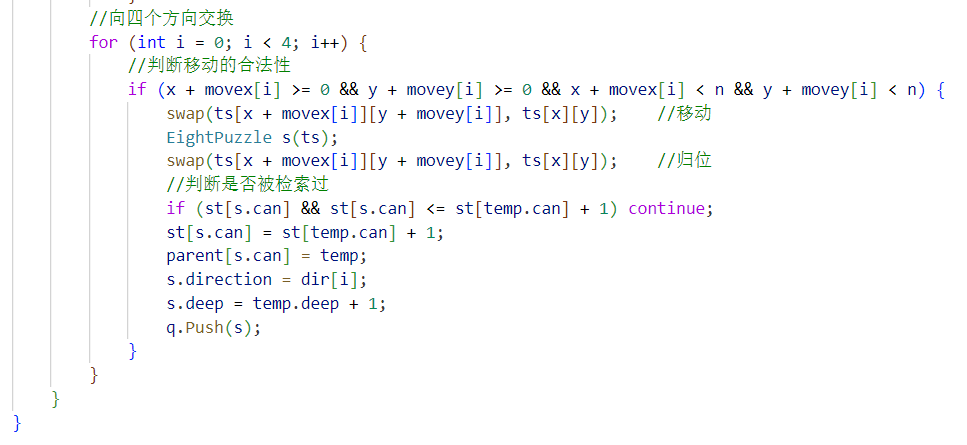 //向四个方向交换
for (int i = 0; i < 4; i++) {
//判断移动的合法性
if (x + movex[i] >= 0 && y + movey[i] >= 0 && x + movex[i] < n && y + movey[i] < n) {
swap(ts[x + movex[i]][y + movey[i]], ts[x][y]);    //移动
EightPuzzle s(ts);
swap(ts[x + movex[i]][y + movey[i]], ts[x][y]);    //归位
//判断是否被检索过
if (st[s.can] && st[s.can] <= st[temp.can] + 1) continue;
st[s.can] = st[temp.can] + 1;
parent[s.can] = temp;
s.direction = dir[i];
s.deep = temp.deep + 1;
q.Push(s);
}
}
}
}